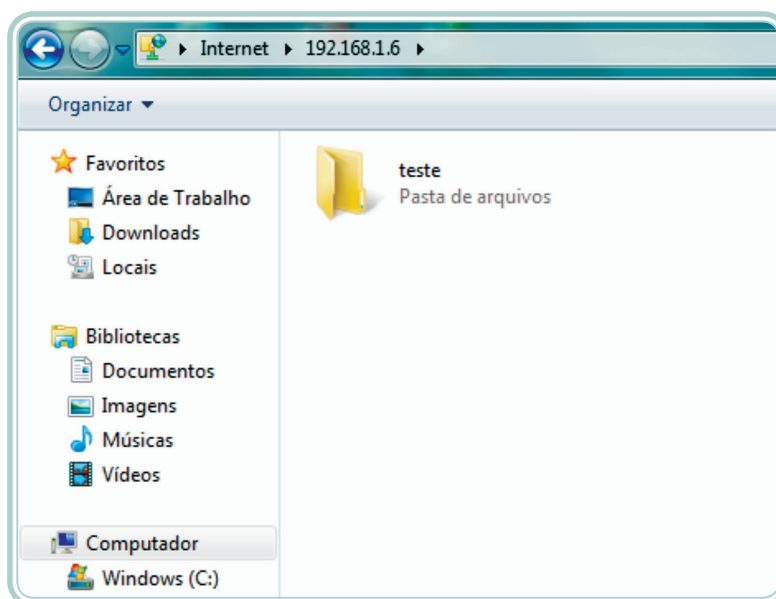 Internet 192.168.1.6
Organizar
Favoritos
Área de Trabalho
Downloads
Locais
Bibliotecas
Documentos
Imagens
Músicas
Vídeos
Computador
Windows (C:)
teste
Pasta de arquivos